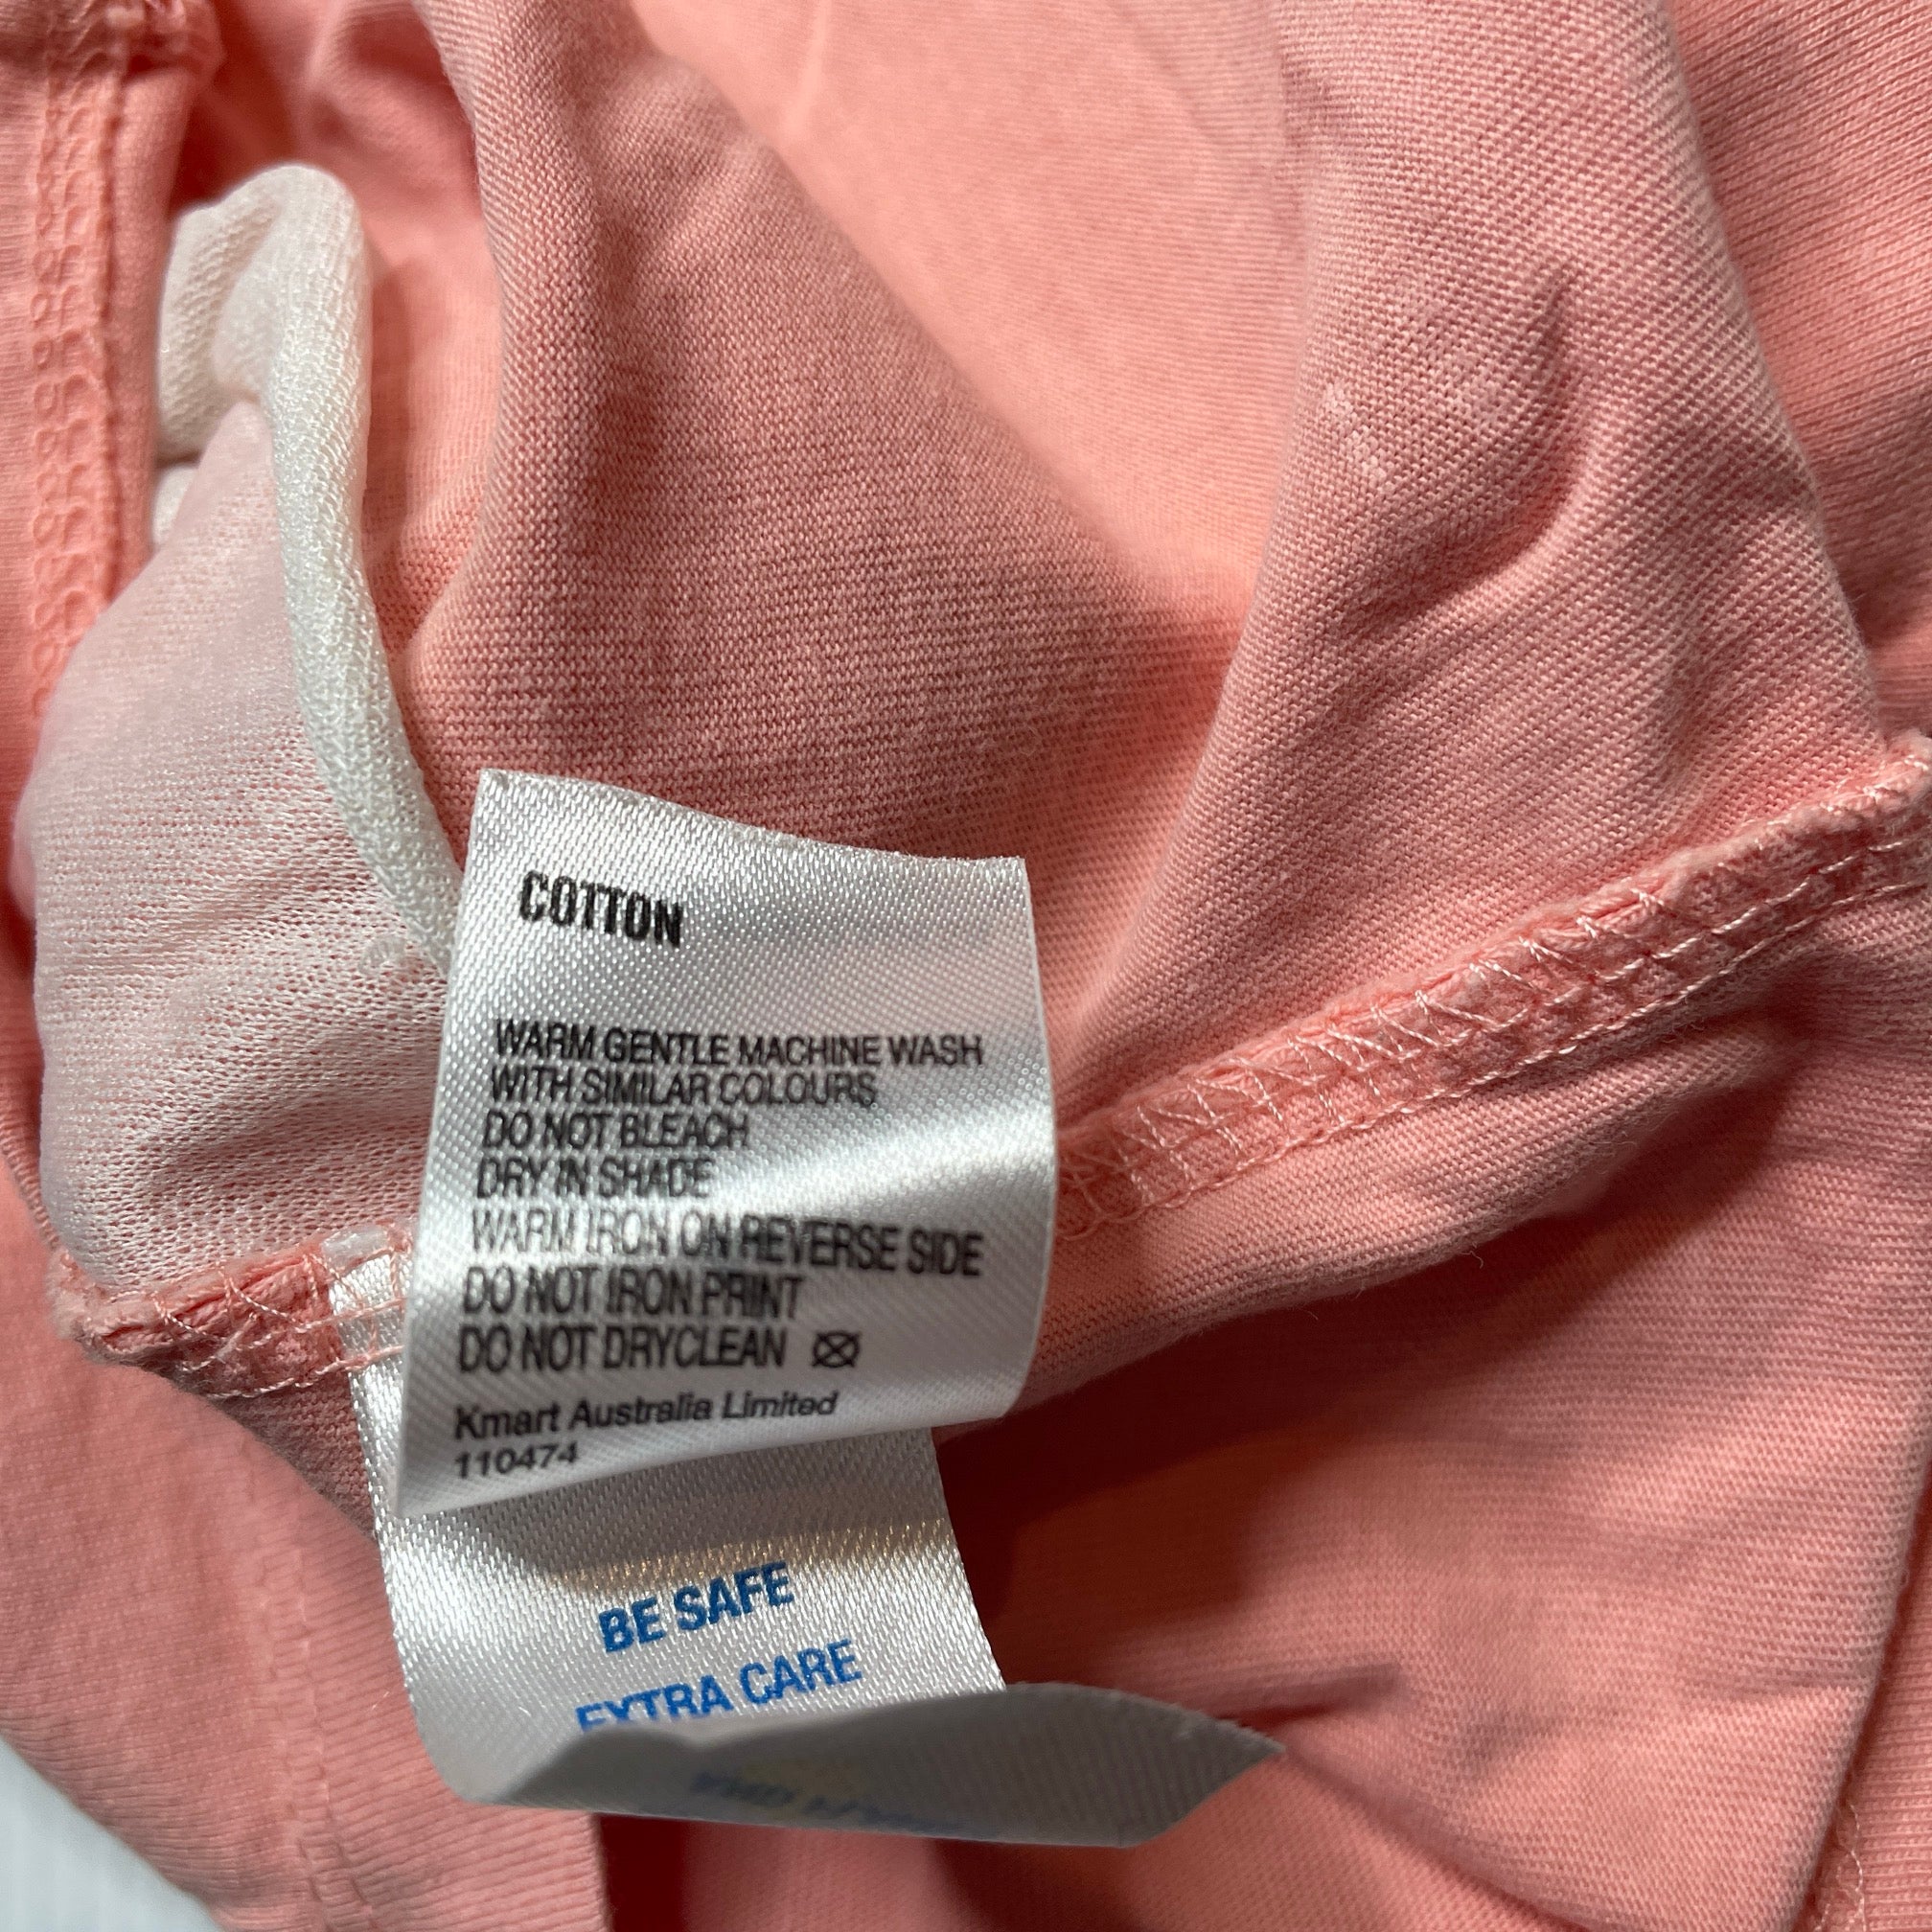 COTTON
WARM GENTLE MACHINE WASH
WITH SIMILAR COLOURS
DO NOT BLEACH
DRY IN SHADE
WARM IRON ON REVERSE SIDE
DO NOT IRON PRINT
DO NOT DRYCLEAN
Kmart Australia Limited
110474
BE SAFE
EXTRA CARE